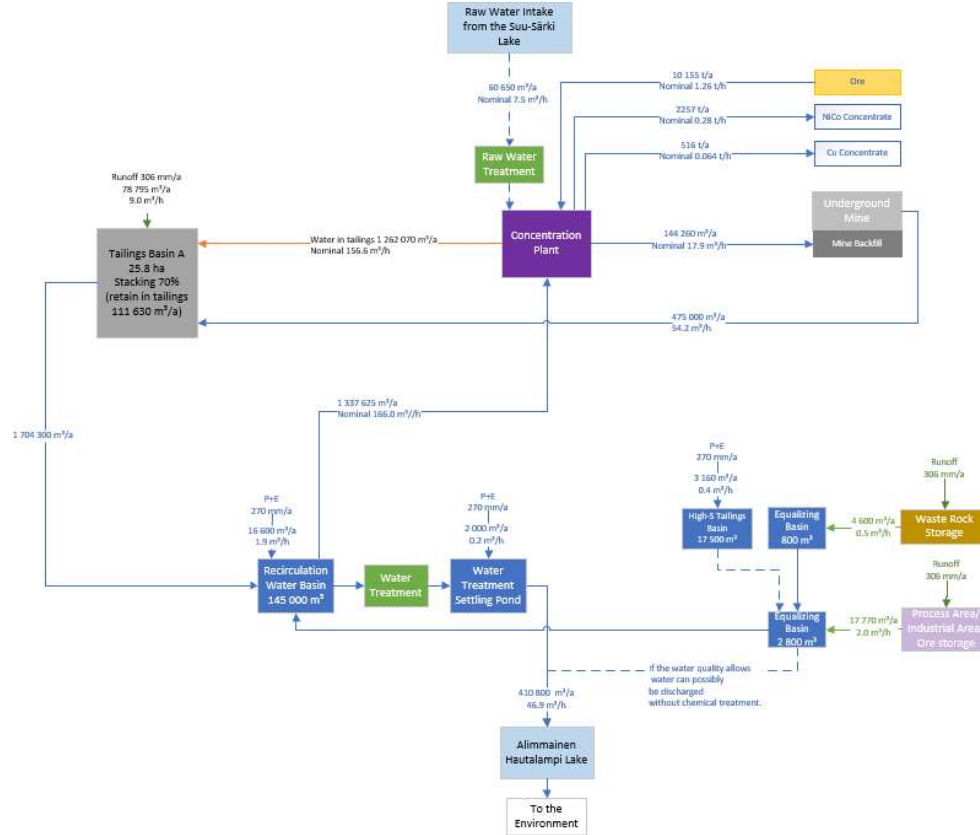 Raw Water Intake
from the Suu-Särki
Lake
60 650 m³/a
Nominal 7.5 m³/h
Raw Water
Treatment
10 155 t/a
Nominal 1.26 t/h
Ore
2257 t/a
Nominal 0.28 t/h
NiCo Concentrate
516 t/a
Nominal 0.064 t/h
Cu Concentrate
Runoff 306 mm/a
78 795 m³/a
9.0 m³/h
Water in tailings 1 262 070 m³/a
Nominal 156.6 m³/h
Concentration
Plant
144 260 m³/a
Nominal 17.9 m³/h
Underground
Mine
Mine Backfill
Tailings Basin A
25.8 ha
Stacking 70%
(retain in tailings
111 630 m³/a)
475 000 m³/a
54.2 m³/h
1 337 625 m³/a
Nominal 166.0 m³//h
1 704 300 m³/a
P+E
270 mm/a
16 600 m³/a
1.9 m³/h
P+E
270 mm/a
2 000 m³/a
0.2 m³/h
P+E
270 mm/a
3 160 m³/a
0.4 m³/h
Runoff
306 mm/a
High-S Tailings
Basin
17 500 m³
Equalizing
Basin
800 m³
4 600 m³/a
0.5 m³/h
Waste Rock
Storage
Runoff
306 mm/a
Recirculation
Water Basin
145 000 m³
Water
Treatment
Water
Treatment
Settling Pond
Equalizing
Basin
2 800 m³
17 770 m³/a
2.0 m³/h
Process Area/
Industrial Area/
Ore storage
If the water quality allows
water can possibly
be discharged
without chemical treatment.
410 800 m³/a
46.9 m³/h
Alimmainen
Hautalampi Lake
To the
Environment